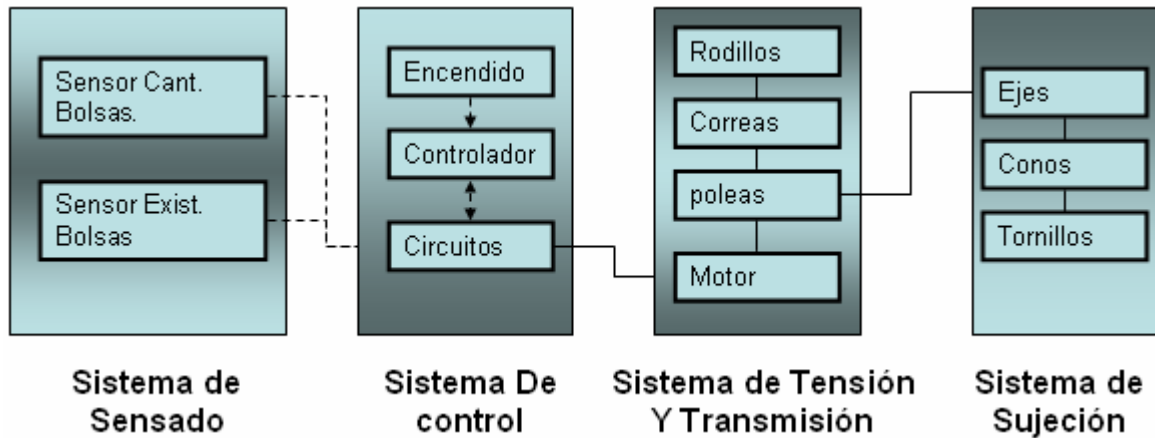 Sensor Cant.
Bolsas.
Sensor Exist.
Bolsas
Sistema de
Sensado
Encendido
Controlador
Circuitos
Sistema De
control
Rodillos
Correas
poleas
Motor
Sistema de Tensión
Y Transmisión
Ejes
Conos
Tornillos
Sistema de
Sujeción